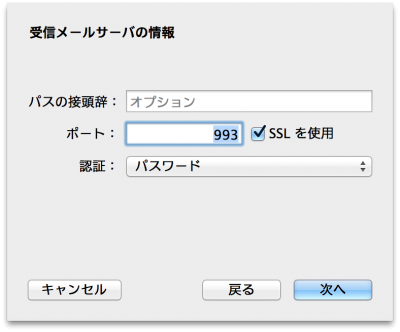 受信メールサーバの情報
パスの接頭辞： オプション
ポート： 993 SSL を使用
認証： パスワード
キャンセル 戻る 次へ